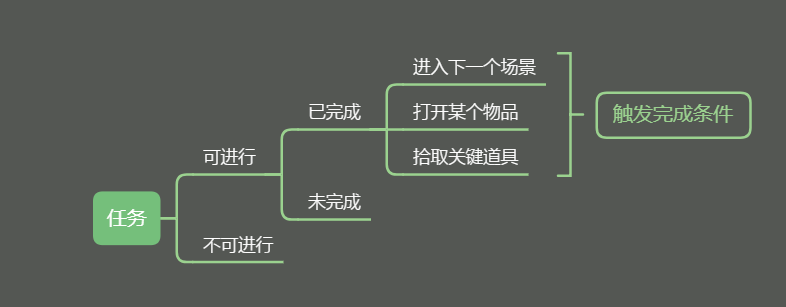 进入下一个场景
已完成
打开某个物品
触发完成条件
可进行
拾取关键道具
任务
未完成
不可进行